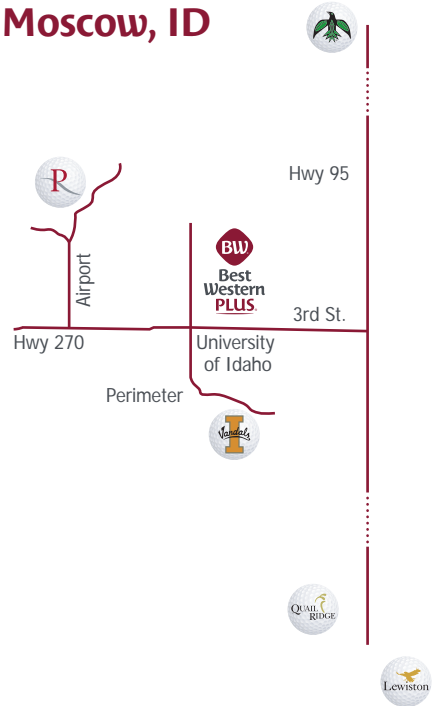 Moscow, ID
Hwy 95
R
Airport
BW
Best
Western
PLUS.
3rd St.
Hwy 270
University
of Idaho
Perimeter
I
Vandals
QUAIL
RIDGE
Lewiston